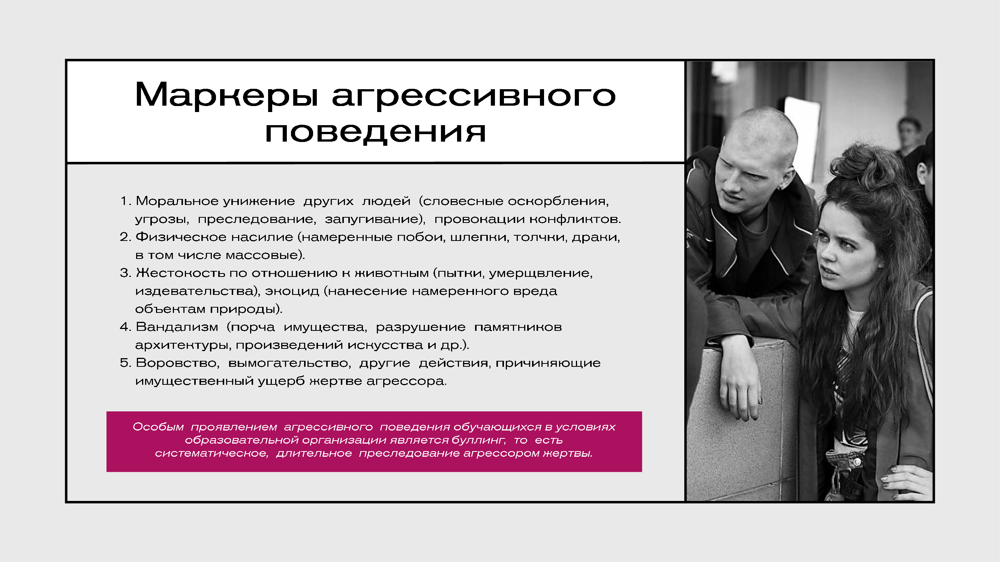 Маркеры агрессивного
поведения
1. Моральное унижение других людей (словесные оскорбления,
угрозы, преследование, запугивание), провокации конфликтов.
2. Физическое насилие (намеренные побои, шлепки, толчки, драки,
в том числе массовые).
3. Жестокость по отношению к животным (пытки, умерщвление,
издевательства), экоцид (нанесение намеренного вреда
объектам природы).
4. Вандализм (порча имущества, разрушение памятников
архитектуры, произведений искусства и др.).
5. Воровство, вымогательство, другие действия, причиняющие
имущественный ущерб жертве агрессора.
Особым проявлением агрессивного поведения обучающихся в условиях
образовательной организации является буллинг, то есть
систематическое, длительное преследование агрессором жертвы.